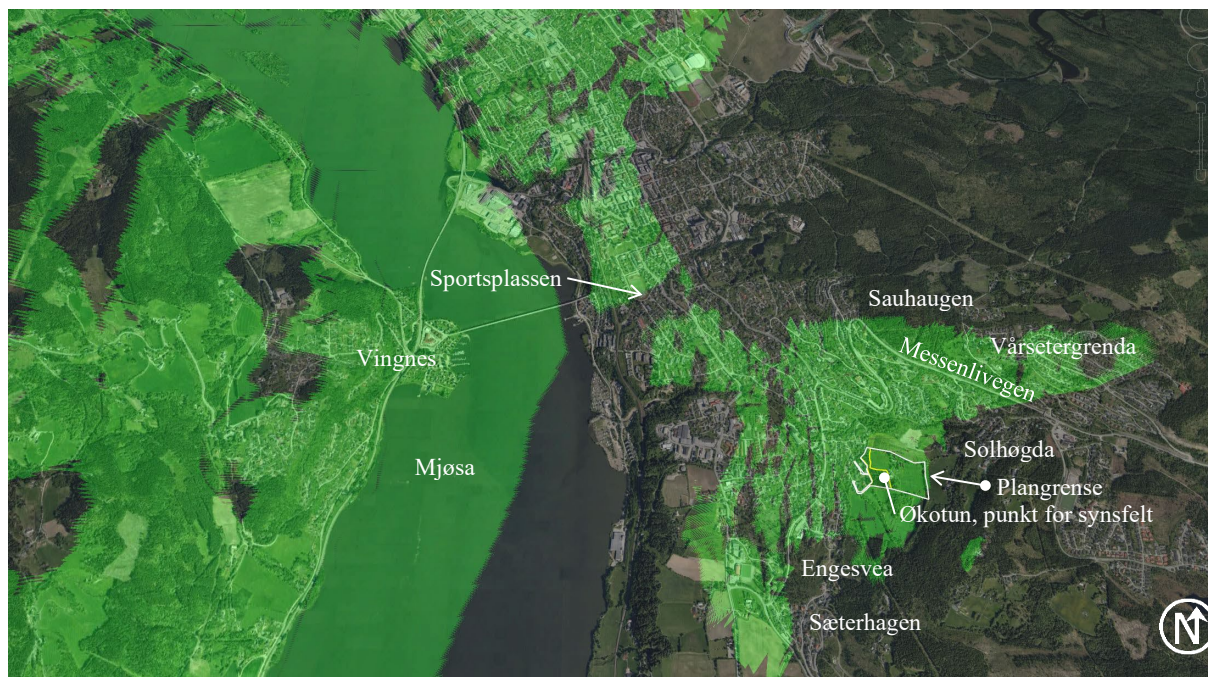 Sportsplassen
Sauhaugen
Vårsetergrenda
Messenlivegen
Vingnes
Mjøsa
Solhøgda
Plangrense
Økotun, punkt for synsfelt
Engesvea
Sæterhagen
N